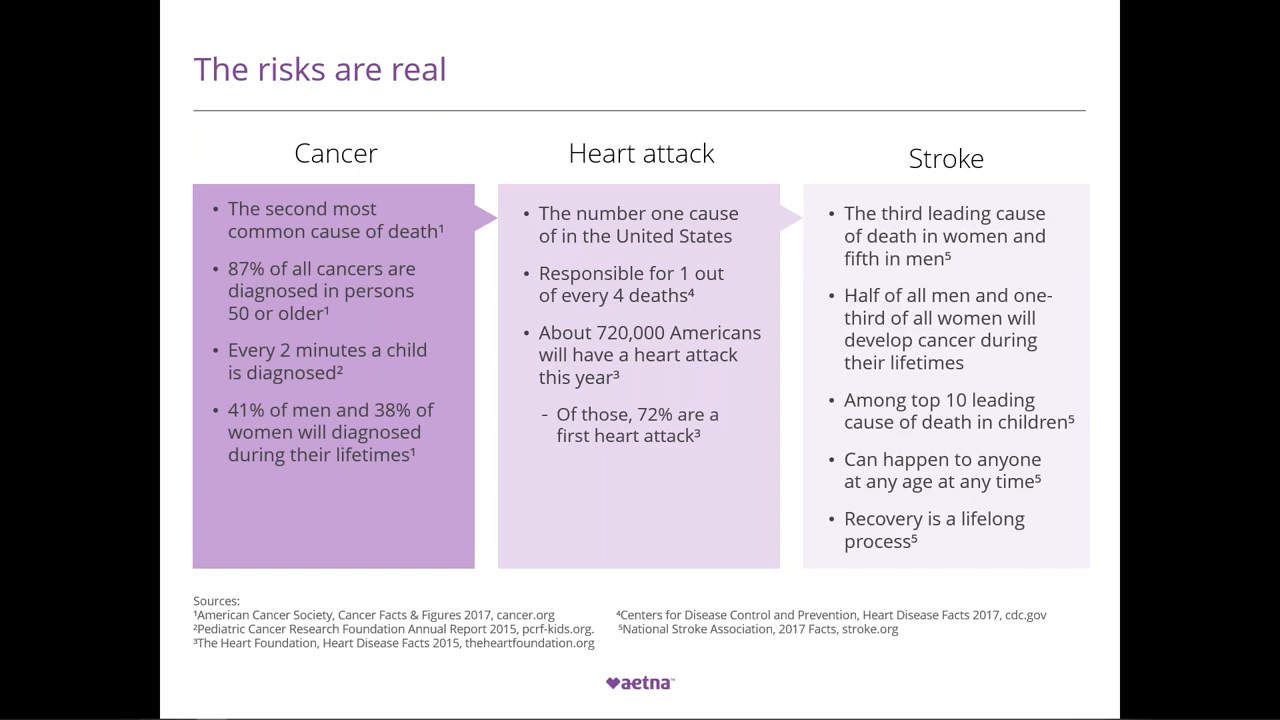 The risks are real
Cancer
• The second most
common cause of death¹
• 87% of all cancers are
diagnosed in persons
50 or older¹
• Every 2 minutes a child
is diagnosed²
• 41% of men and 38% of
women will diagnosed
during their lifetimes¹
Heart attack
• The number one cause
of in the United States
• Responsible for 1 out
of every 4 deaths⁴
• About 720,000 Americans
will have a heart attack
this year³
- Of those, 72% are a
first heart attack³
Stroke
• The third leading cause
of death in women and
fifth in men⁵
• Half of all men and one-
third of all women will
develop cancer during
their lifetimes
• Among top 10 leading
cause of death in children⁵
• Can happen to anyone
at any age at any time⁵
• Recovery is a lifelong
process⁵
Sources:
¹American Cancer Society, Cancer Facts & Figures 2017, cancer.org
²Pediatric Cancer Research Foundation Annual Report 2015, pcrf-kids.org.
³The Heart Foundation, Heart Disease Facts 2015, theheartfoundation.org
⁴Centers for Disease Control and Prevention, Heart Disease Facts 2017, cdc.gov
⁵National Stroke Association, 2017 Facts, stroke.org
aetna™